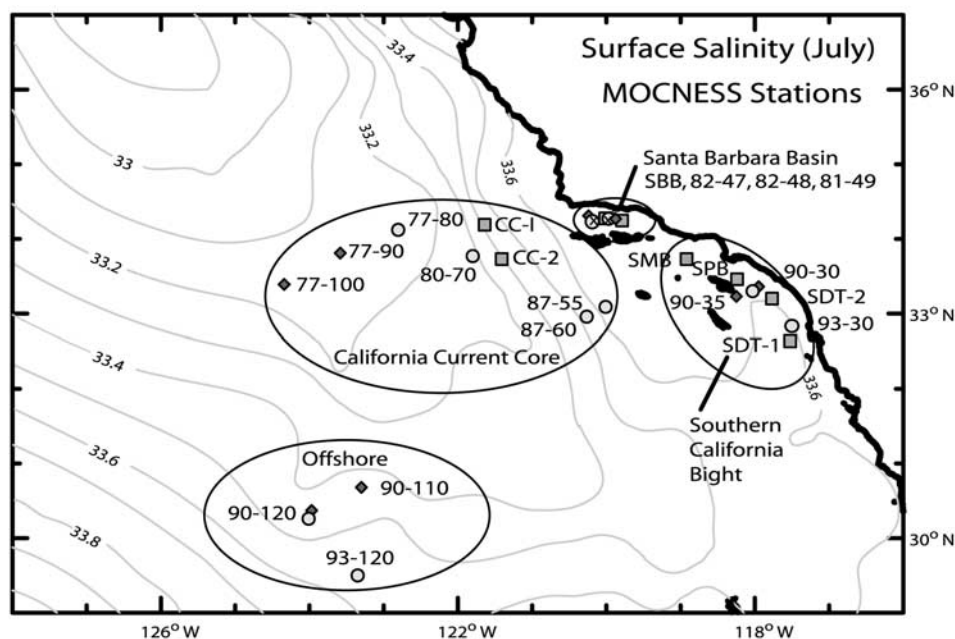 Surface Salinity (July)
MOCNESS Stations
33.4
36° N
33.2
33
33.6
Santa Barbara Basin
SBB, 82-47, 82-48, 81-49
77-80
CC-1
77-90
CC-2
SMB
SPB
90-30
33.2
77-100
80-70
90-35
SDT-2
87-55
33° N
87-60
93-30
SDT-1
33.4
California Current Core
33.6
Southern
California
Bight
33.6
Offshore
90-110
90-120
33.8
30° N
93-120
126° W
122° W
118° W